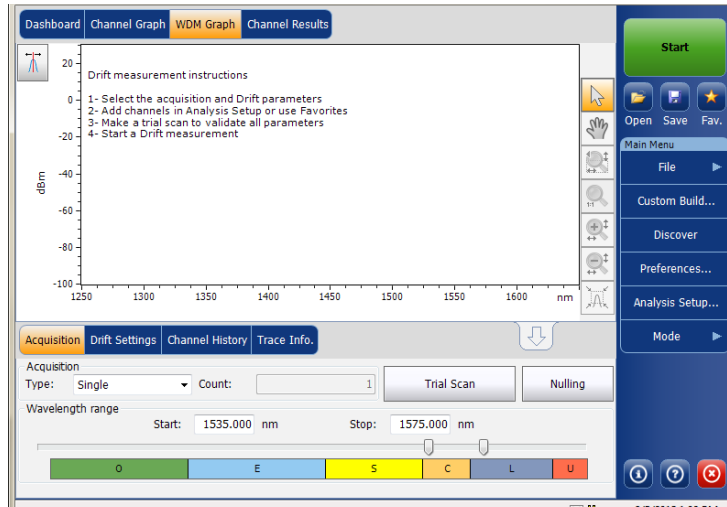 Dashboard Channel Graph WDM Graph Channel Results
Start
Open Save Fav.
Main Menu
File
Custom Build...
Discover
Preferences...
Analysis Setup...
Mode
Drift measurement instructions
1- Select the acquisition and Drift parameters
2- Add channels in Analysis Setup or use Favorites
3- Make a trial scan to validate all parameters
4- Start a Drift measurement
20
0
-20
-40
-60
-80
-100
dBm
1250 1300 1350 1400 1450 1500 1550 1600 nm
1:1
Acquisition Drift Settings Channel History Trace Info.
Acquisition
Type: Single Count: 1 Trial Scan Nulling
Wavelength range
Start: 1535.000 nm Stop: 1575.000 nm
O E S C L U